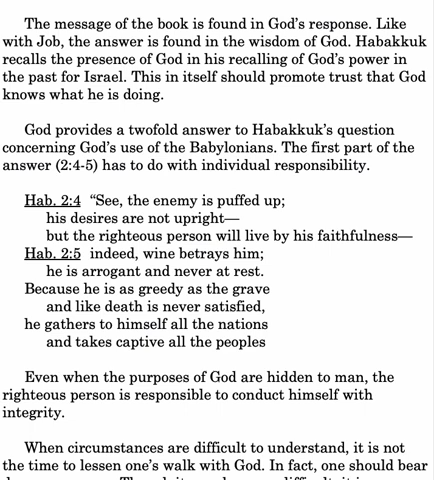 The message of the book is found in God's response. Like
with Job, the answer is found in the wisdom of God. Habakkuk
recalls the presence of God in his recalling of God's power in
the past for Israel. This in itself should promote trust that God
knows what he is doing.
God provides a twofold answer to Habakkuk's question
concerning God's use of the Babylonians. The first part of the
answer (2:4-5) has to do with individual responsibility.
Hab. 2:4 "See, the enemy is puffed up;
his desires are not upright—
but the righteous person will live by his faithfulness—
Hab. 2:5 indeed, wine betrays him;
he is arrogant and never at rest.
Because he is as greedy as the grave
and like death is never satisfied,
he gathers to himself all the nations
and takes captive all the peoples
Even when the purposes of God are hidden to man, the
righteous person is responsible to conduct himself with
integrity.
When circumstances are difficult to understand, it is not
the time to lessen one's walk with God. In fact, one should bear